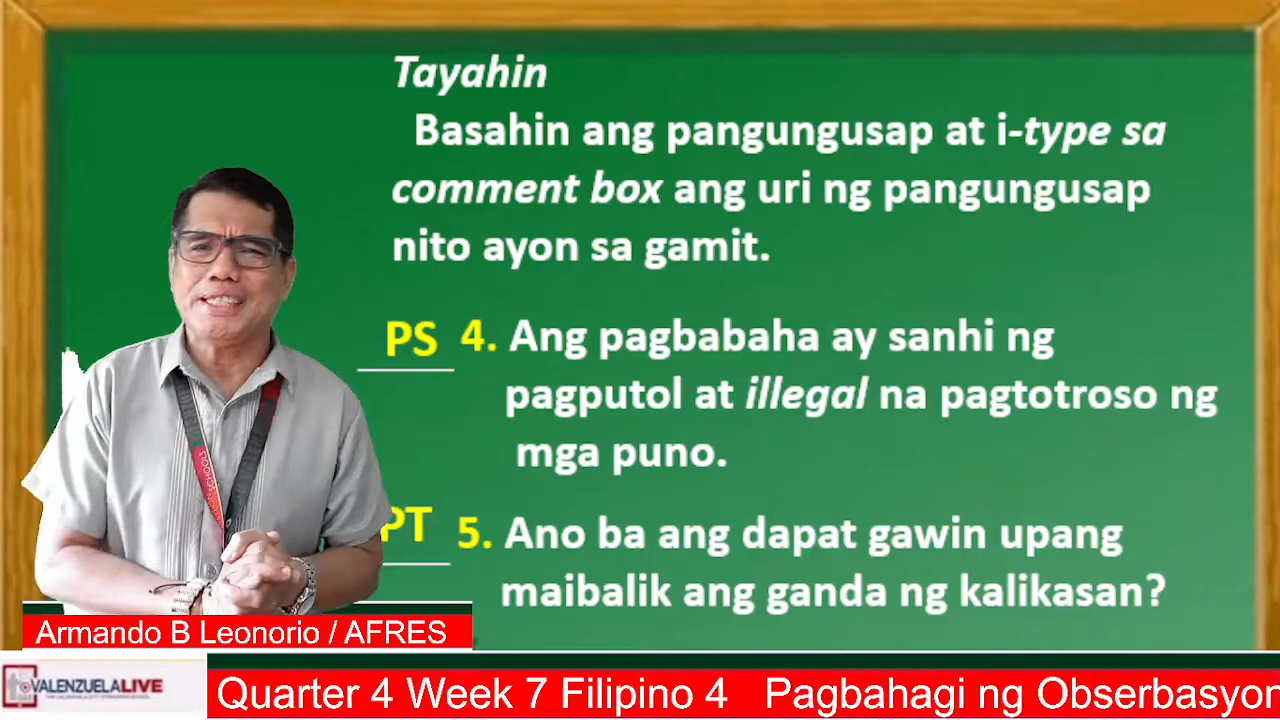 Tayahin
Basahin ang pangungusap at i-type sa
comment box ang uri ng pangungusap
nito ayon sa gamit.
PS 4. Ang pagbabaha ay sanhi ng
pagputol at illegal na pagtotroso ng
mga puno.
PT 5. Ano ba ang dapat gawin upang
maibalik ang ganda ng kalikasan?
SCHOOLS
Armando B Leonorio / AFRES
VALENZUELALIVE
Quarter 4 Week 7 Filipino 4 Pagbahagi ng Obserbasyon